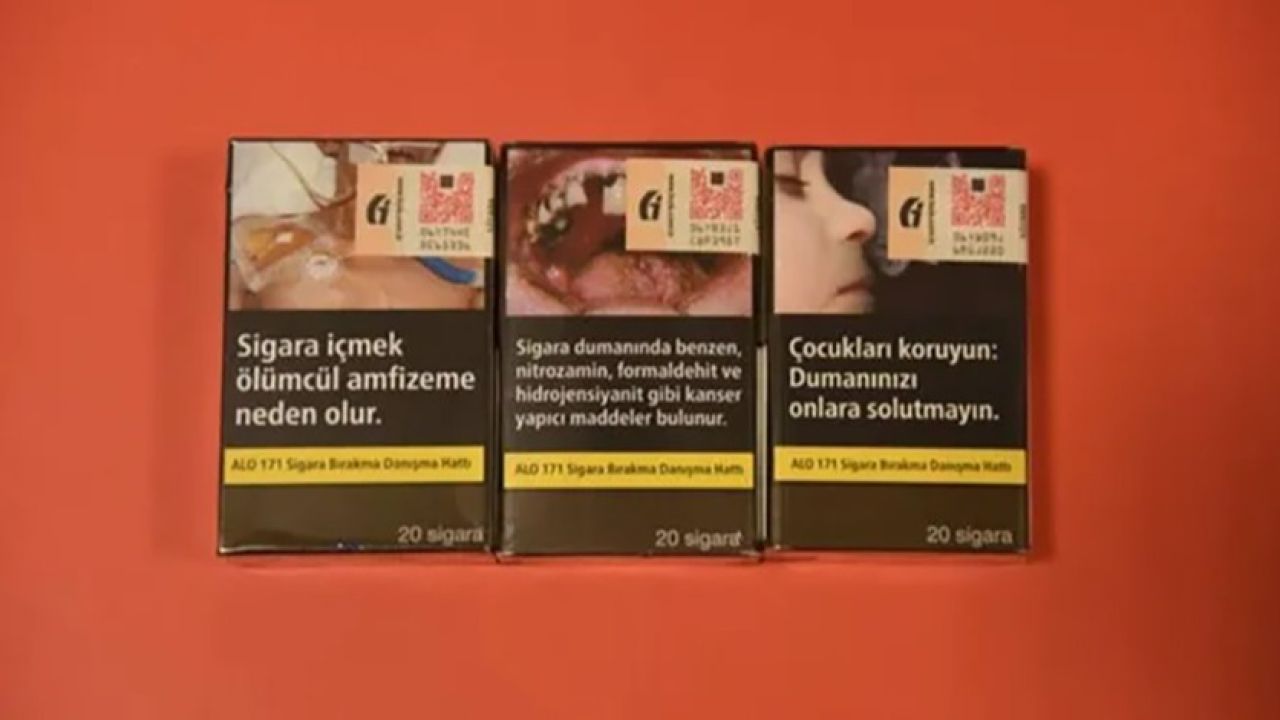 Sigara içmek
ölümcül amfizeme
neden olur.
ALO 171 Sigara Bırakma Danışma Hattı
20 sigara
Sigara dumanında benzen,
nitrozamin, formaldehit ve
hidrojensiyanit gibi kanser
yapıcı maddeler bulunur.
ALO 171 Sigara Bırakma Danışma Hattı
20 sigara
Çocukları koruyun:
Dumanınızı
onlara solutmayın.
ALO 171 Sigara Bırakma Danışma Hattı
20 sigara